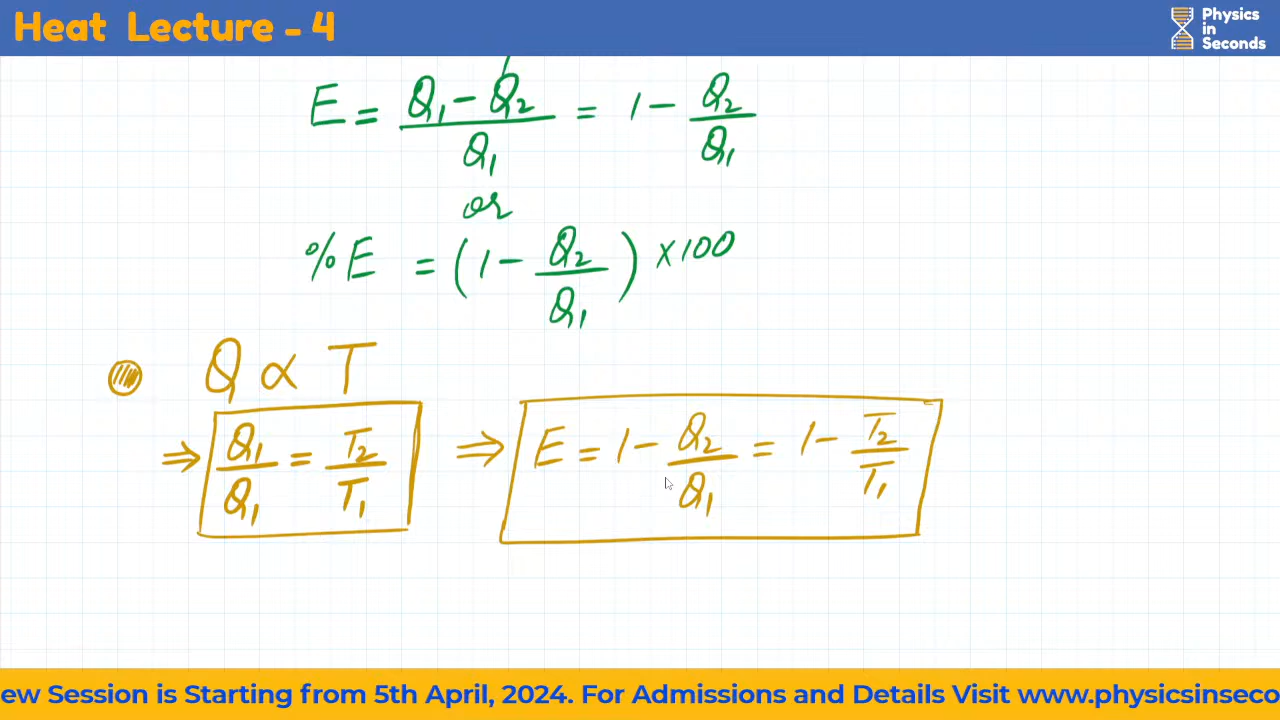 Heat Lecture - 4
Physics
in
Seconds
E = (Q₁ - Q₂)/Q₁ = 1 - Q₂/Q₁
or
%E = (1 - Q₂/Q₁) × 100
Q ∝ T
⇒ Q₁/Q₁ = T₂/T₁ ⇒ E = 1 - Q₂/Q₁ = 1 - T₂/T₁
ew Session is Starting from 5th April, 2024. For Admissions and Details Visit www.physicsinseco